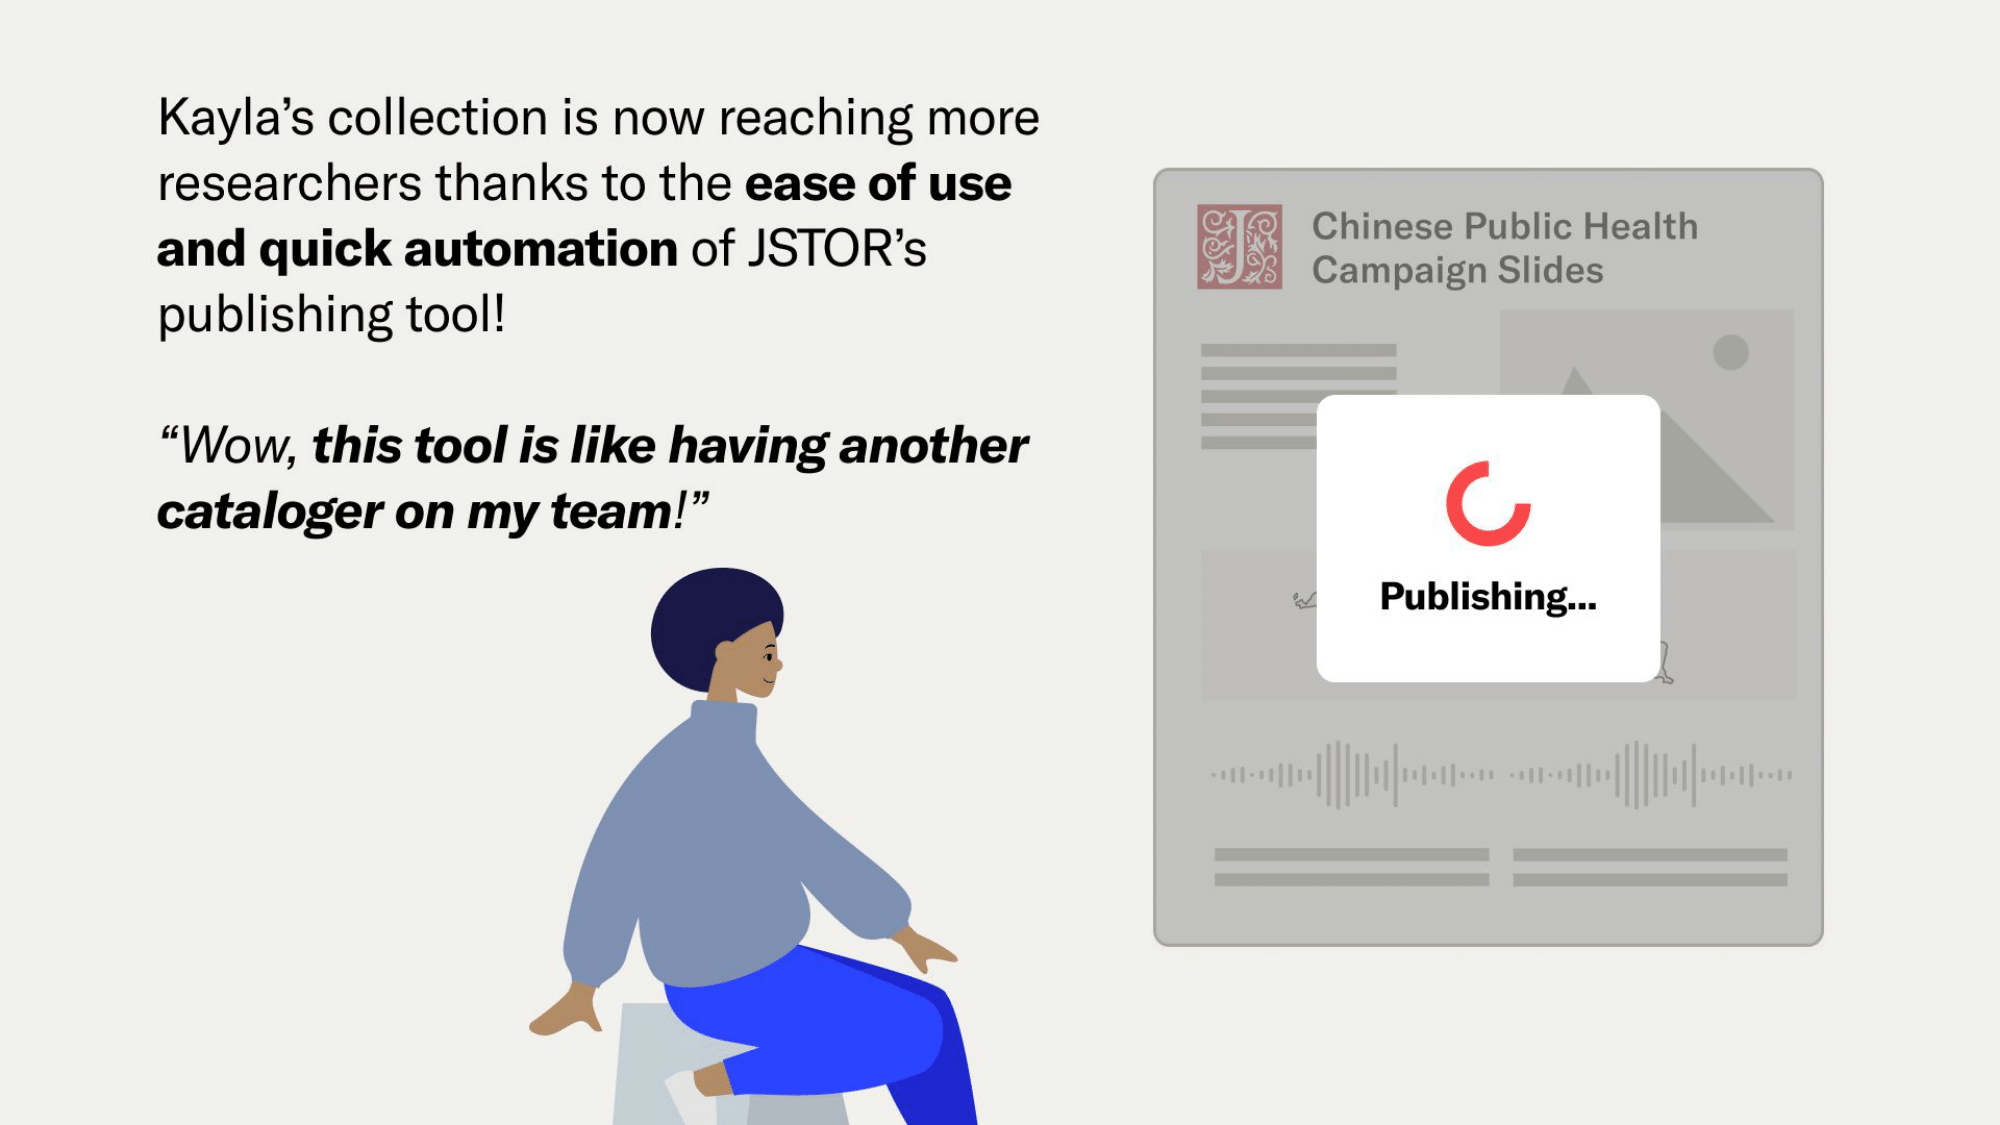 Kayla’s collection is now reaching more
researchers thanks to the ease of use
and quick automation of JSTOR’s
publishing tool!
“Wow, this tool is like having another
cataloger on my team!”
J
Chinese Public Health
Campaign Slides
Publishing...